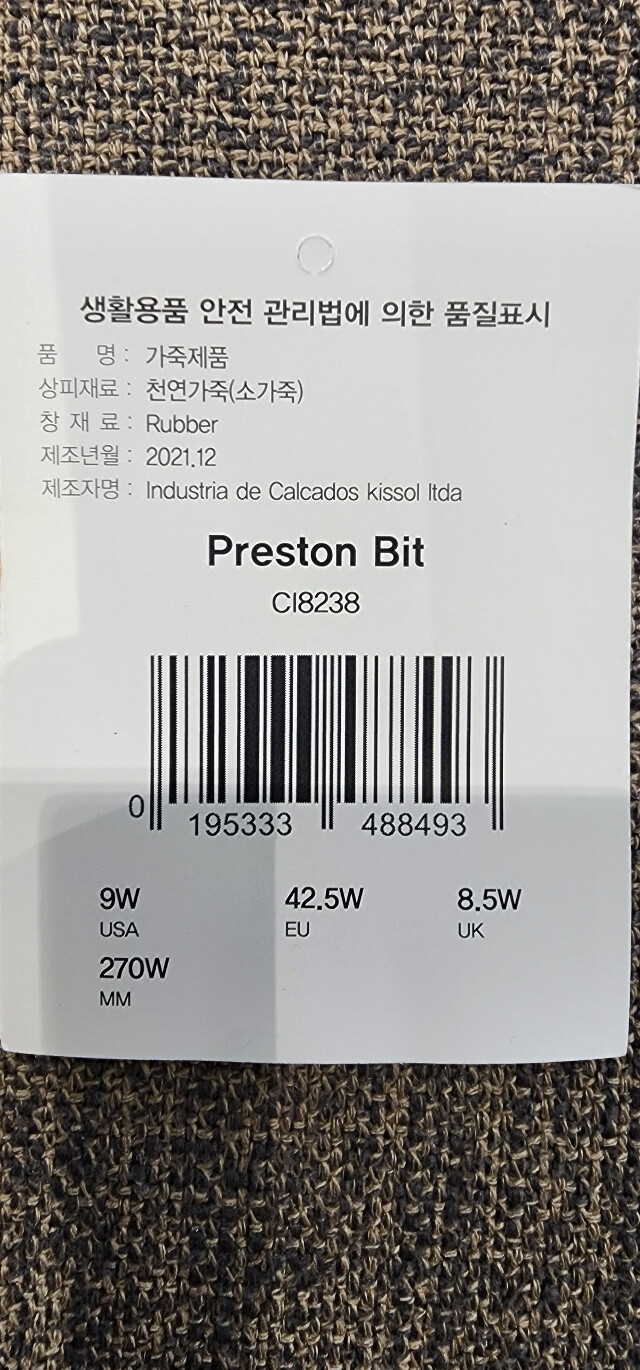 생활용품 안전 관리법에 의한 품질표시
품 명 : 가죽제품
상피재료 : 천연가죽(소가죽)
창 재 료 : Rubber
제조년월 : 2021.12
제조자명 : Industria de Calcados kissol ltda
Preston Bit
CI8238
0 195333 488493
9W 42.5W 8.5W
USA EU UK
270W
MM